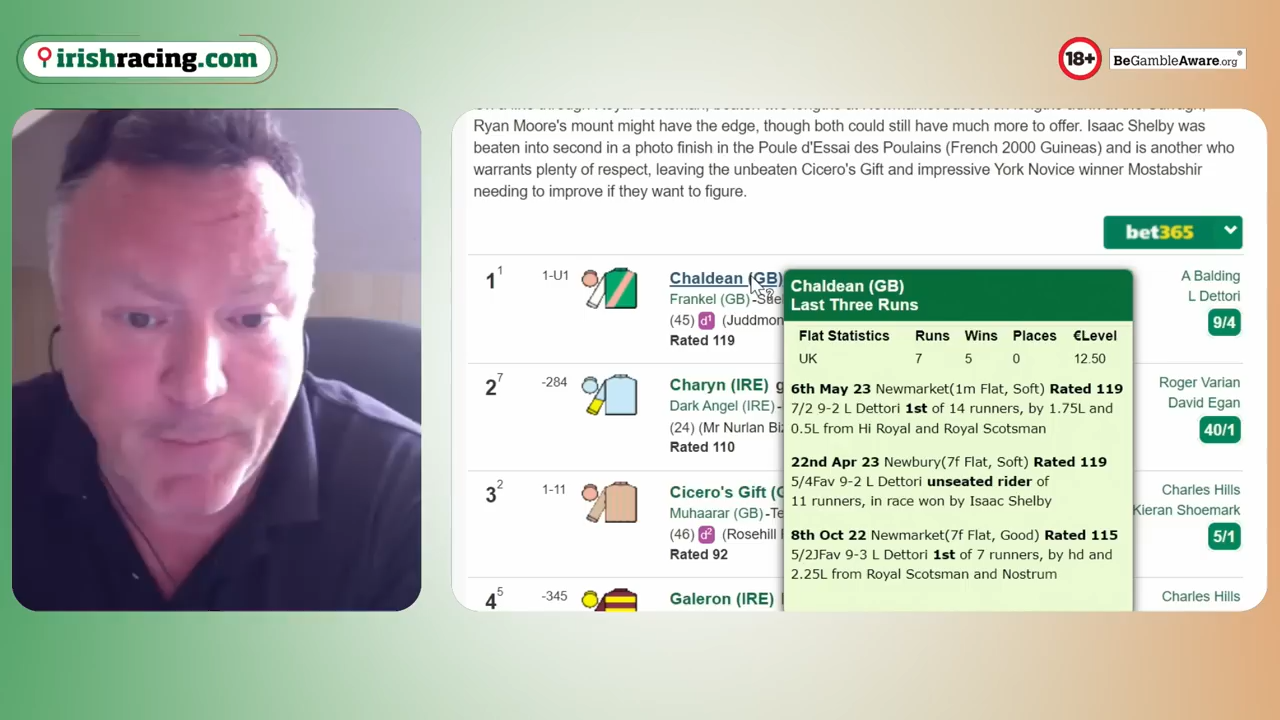 irishracing.com
18+
BeGambleAware.org®
Ryan Moore's mount might have the edge, though both could still have much more to offer. Isaac Shelby was
beaten into second in a photo finish in the Poule d'Essai des Poulains (French 2000 Guineas) and is another who
warrants plenty of respect, leaving the unbeaten Cicero's Gift and impressive York Novice winner Mostabshir
needing to improve if they want to figure.
bet365
1 1
1-U1
Chaldean (GB)
Frankel (GB)
(45) d1 (Juddmon
Rated 119
A Balding
L Dettori
9/4
Chaldean (GB)
Last Three Runs
Flat Statistics Runs Wins Places €Level
UK 7 5 0 12.50
6th May 23 Newmarket(1m Flat, Soft) Rated 119
7/2 9-2 L Dettori 1st of 14 runners, by 1.75L and
0.5L from Hi Royal and Royal Scotsman
22nd Apr 23 Newbury(7f Flat, Soft) Rated 119
5/4Fav 9-2 L Dettori unseated rider of
11 runners, in race won by Isaac Shelby
8th Oct 22 Newmarket(7f Flat, Good) Rated 115
5/2JFav 9-3 L Dettori 1st of 7 runners, by hd and
2.25L from Royal Scotsman and Nostrum
2 7
-284
Charyn (IRE) g
Dark Angel (IRE) -
(24) (Mr Nurlan Biz
Rated 110
Roger Varian
David Egan
40/1
3 2
1-11
Cicero's Gift (G
Muhaarar (GB) -Te
(46) d2 (Rosehill
Rated 92
Charles Hills
Kieran Shoemark
5/1
4 5
-345
Galeron (IRE)
Charles Hills